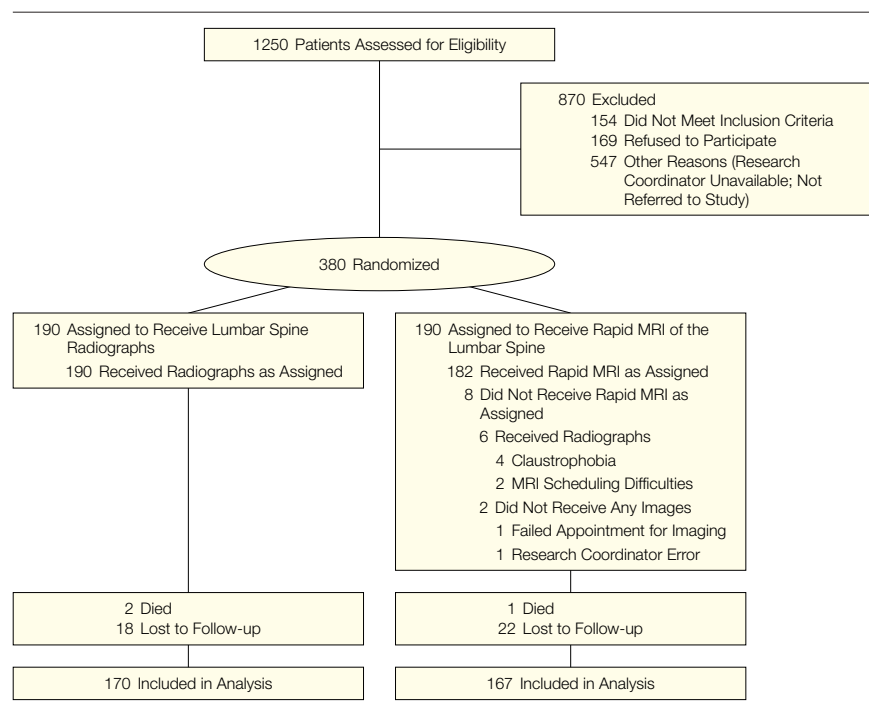 1250 Patients Assessed for Eligibility
870 Excluded
154 Did Not Meet Inclusion Criteria
169 Refused to Participate
547 Other Reasons (Research
Coordinator Unavailable; Not
Referred to Study)
380 Randomized
190 Assigned to Receive Lumbar Spine
Radiographs
190 Received Radiographs as Assigned
190 Assigned to Receive Rapid MRI of the
Lumbar Spine
182 Received Rapid MRI as Assigned
8 Did Not Receive Rapid MRI as
Assigned
6 Received Radiographs
4 Claustrophobia
2 MRI Scheduling Difficulties
2 Did Not Receive Any Images
1 Failed Appointment for Imaging
1 Research Coordinator Error
2 Died
18 Lost to Follow-up
1 Died
22 Lost to Follow-up
170 Included in Analysis
167 Included in Analysis